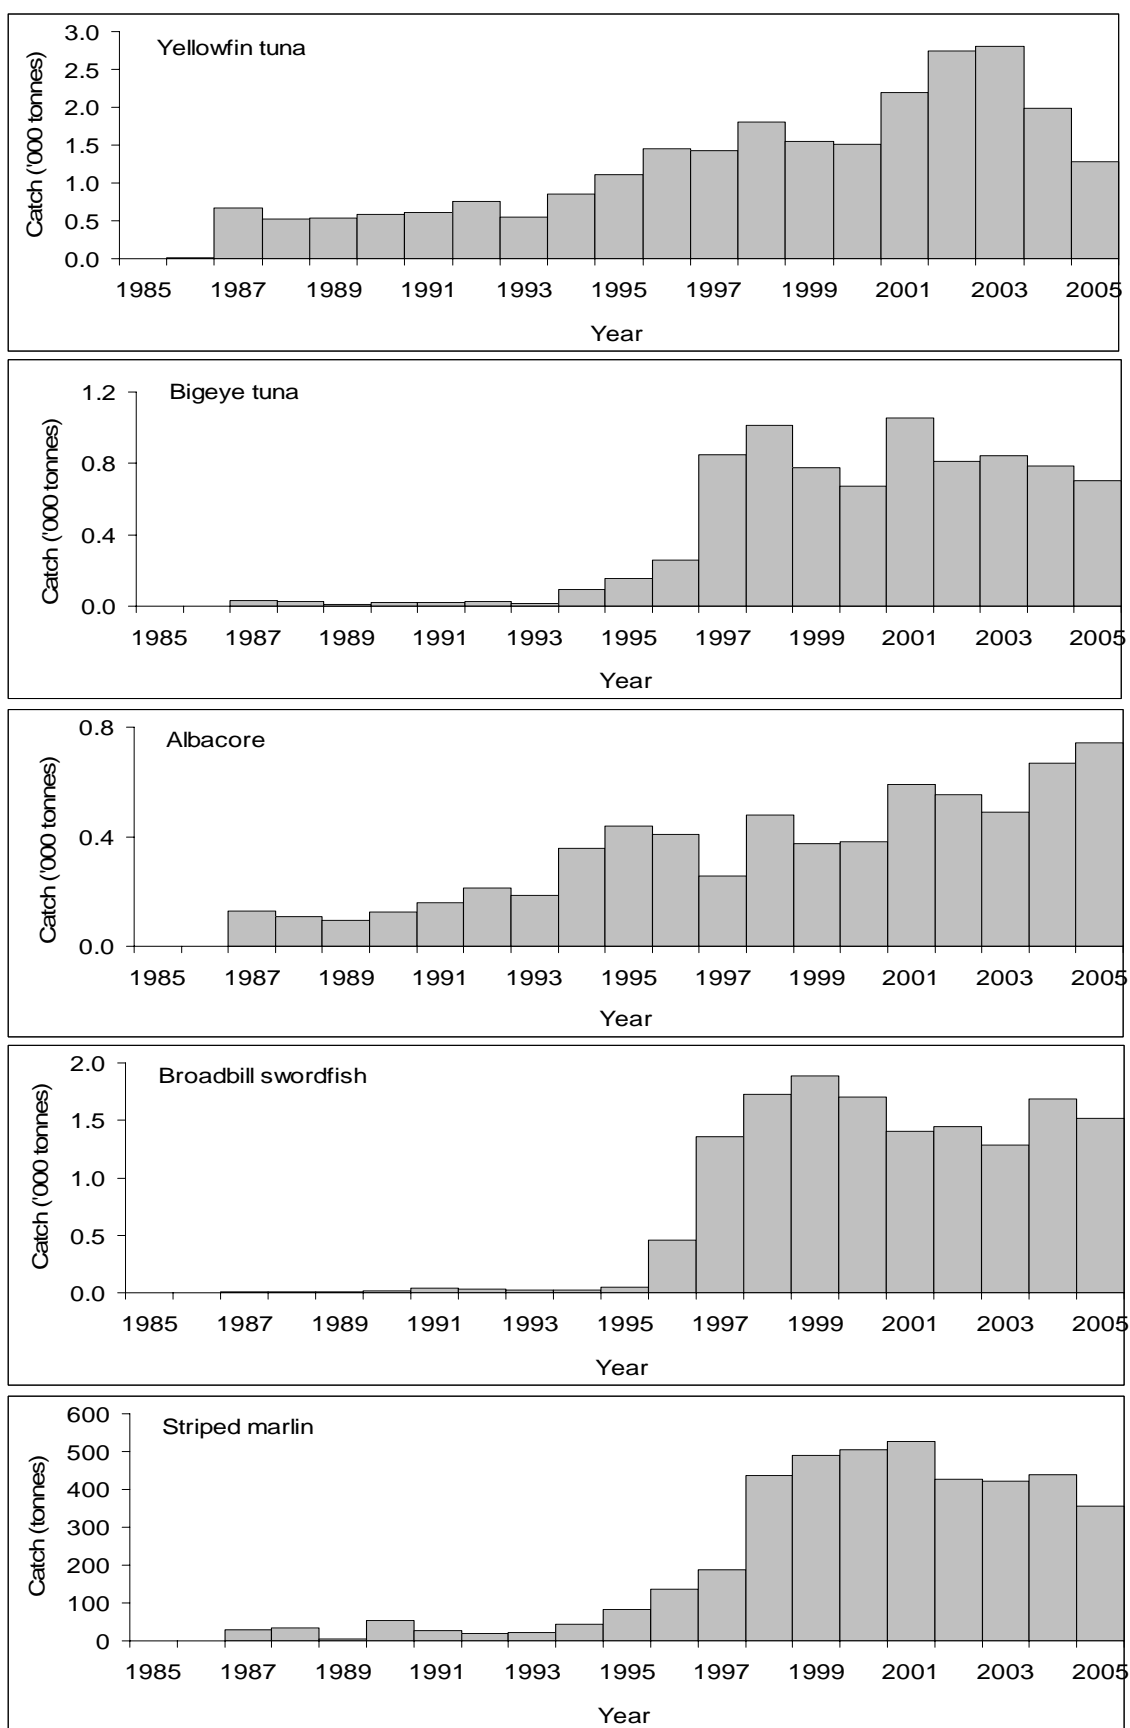 Yellowfin tuna
Catch ('000 tonnes)
3.0
2.5
2.0
1.5
1.0
0.5
0.0
1985 1987 1989 1991 1993 1995 1997 1999 2001 2003 2005
Year
Bigeye tuna
Catch ('000 tonnes)
1.2
0.8
0.4
0.0
1985 1987 1989 1991 1993 1995 1997 1999 2001 2003 2005
Year
Albacore
Catch ('000 tonnes)
0.8
0.4
0.0
1985 1987 1989 1991 1993 1995 1997 1999 2001 2003 2005
Year
Broadbill swordfish
Catch ('000 tonnes)
2.0
1.5
1.0
0.5
0.0
1985 1987 1989 1991 1993 1995 1997 1999 2001 2003 2005
Year
Striped marlin
Catch (tonnes)
600
500
400
300
200
100
0
1985 1987 1989 1991 1993 1995 1997 1999 2001 2003 2005
Year